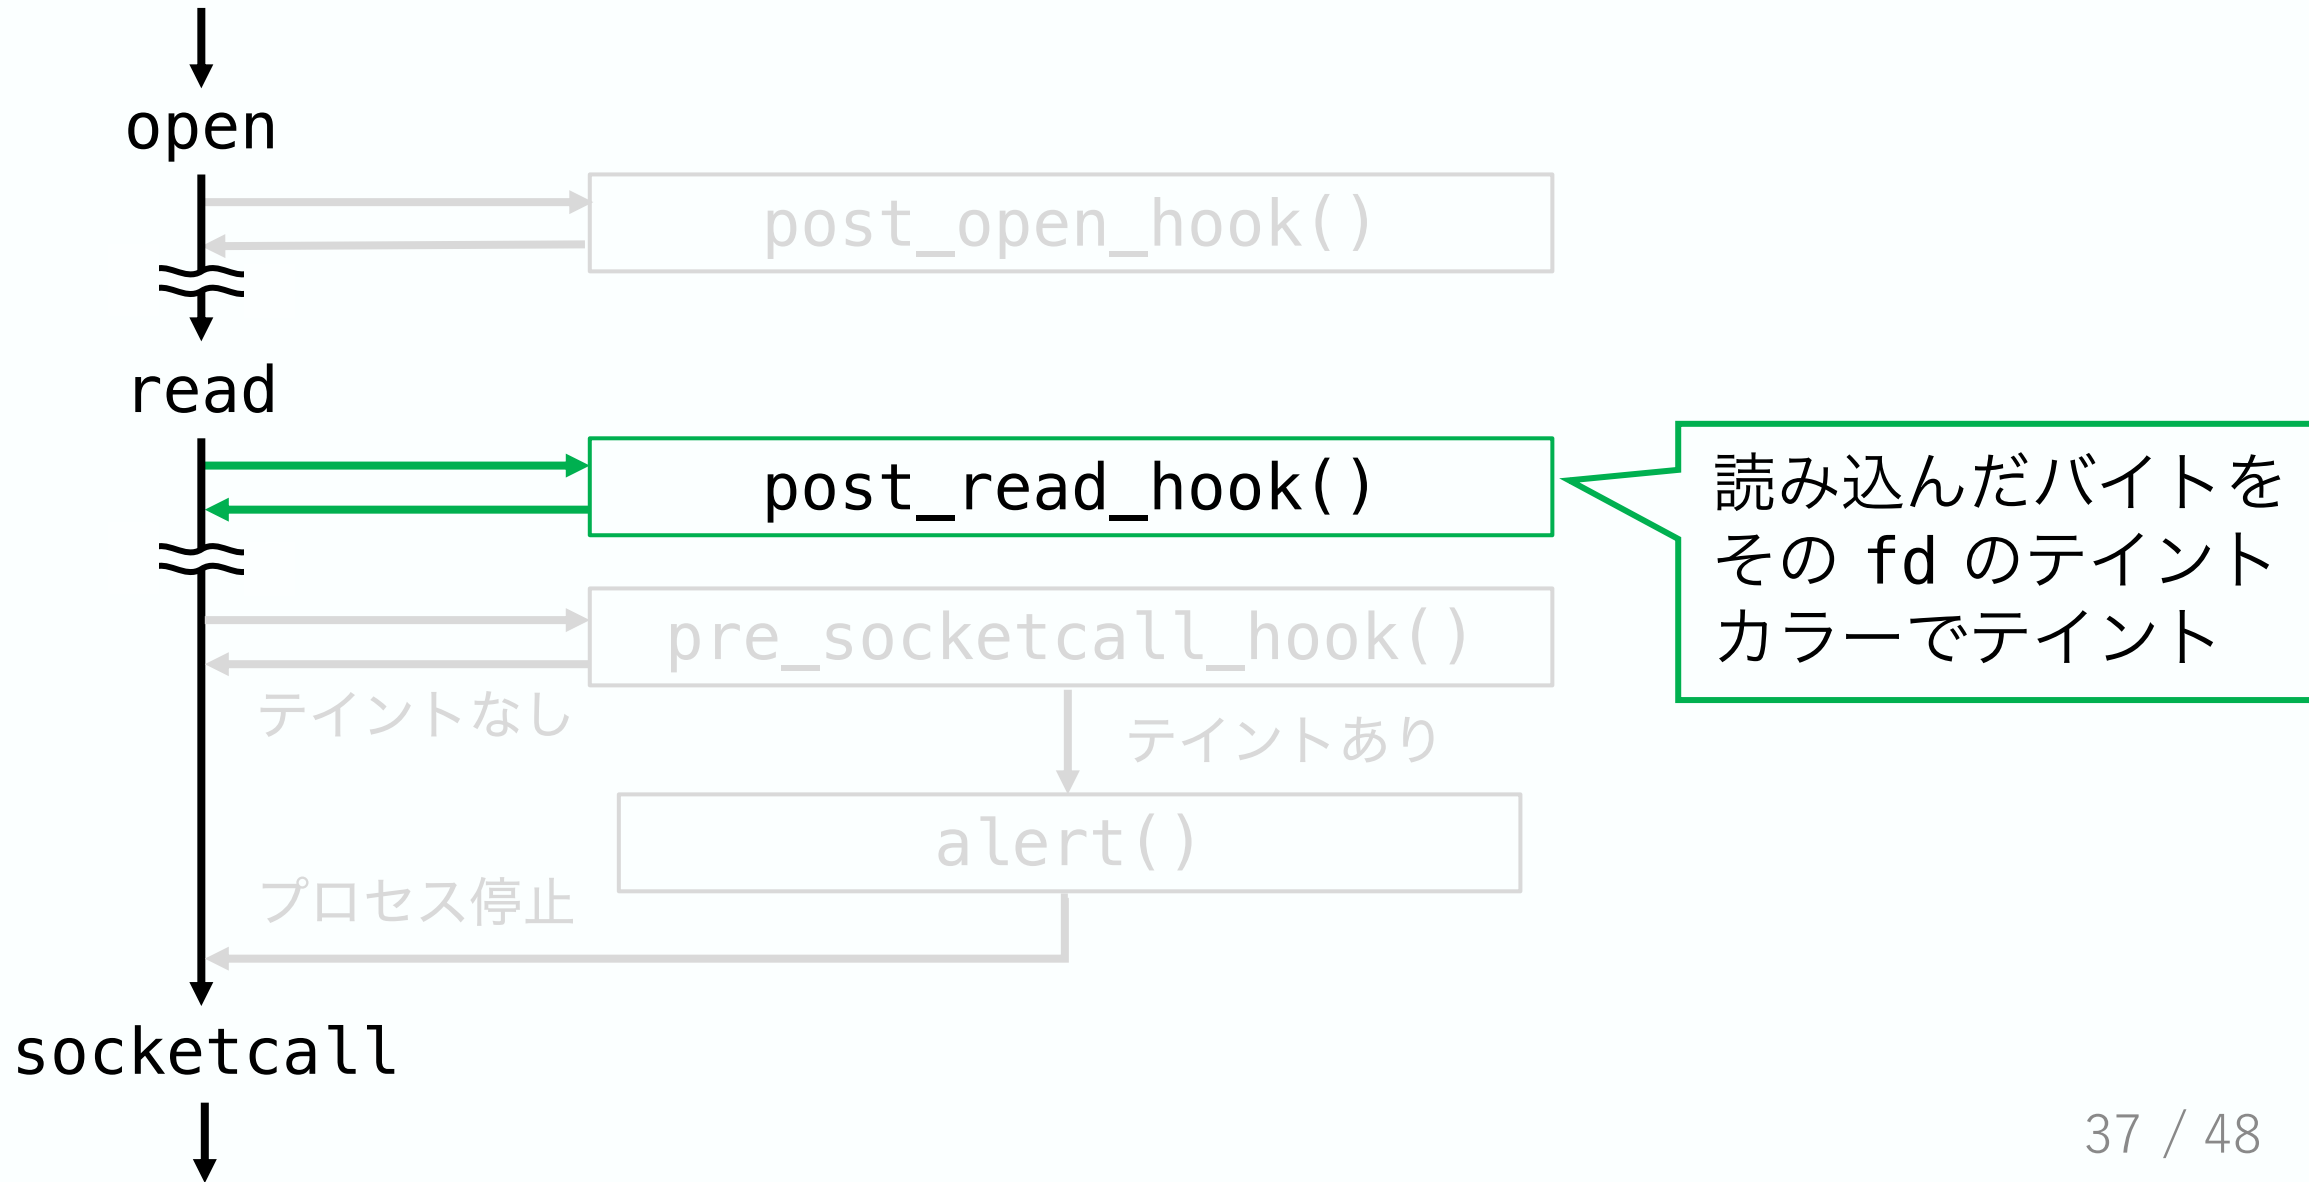 open
post_open_hook()
read
post_read_hook()
読み込んだバイトを
その fd のテイント
カラーでテイント
pre_socketcall_hook()
テイントなし
テイントあり
alert()
プロセス停止
socketcall
37 / 48